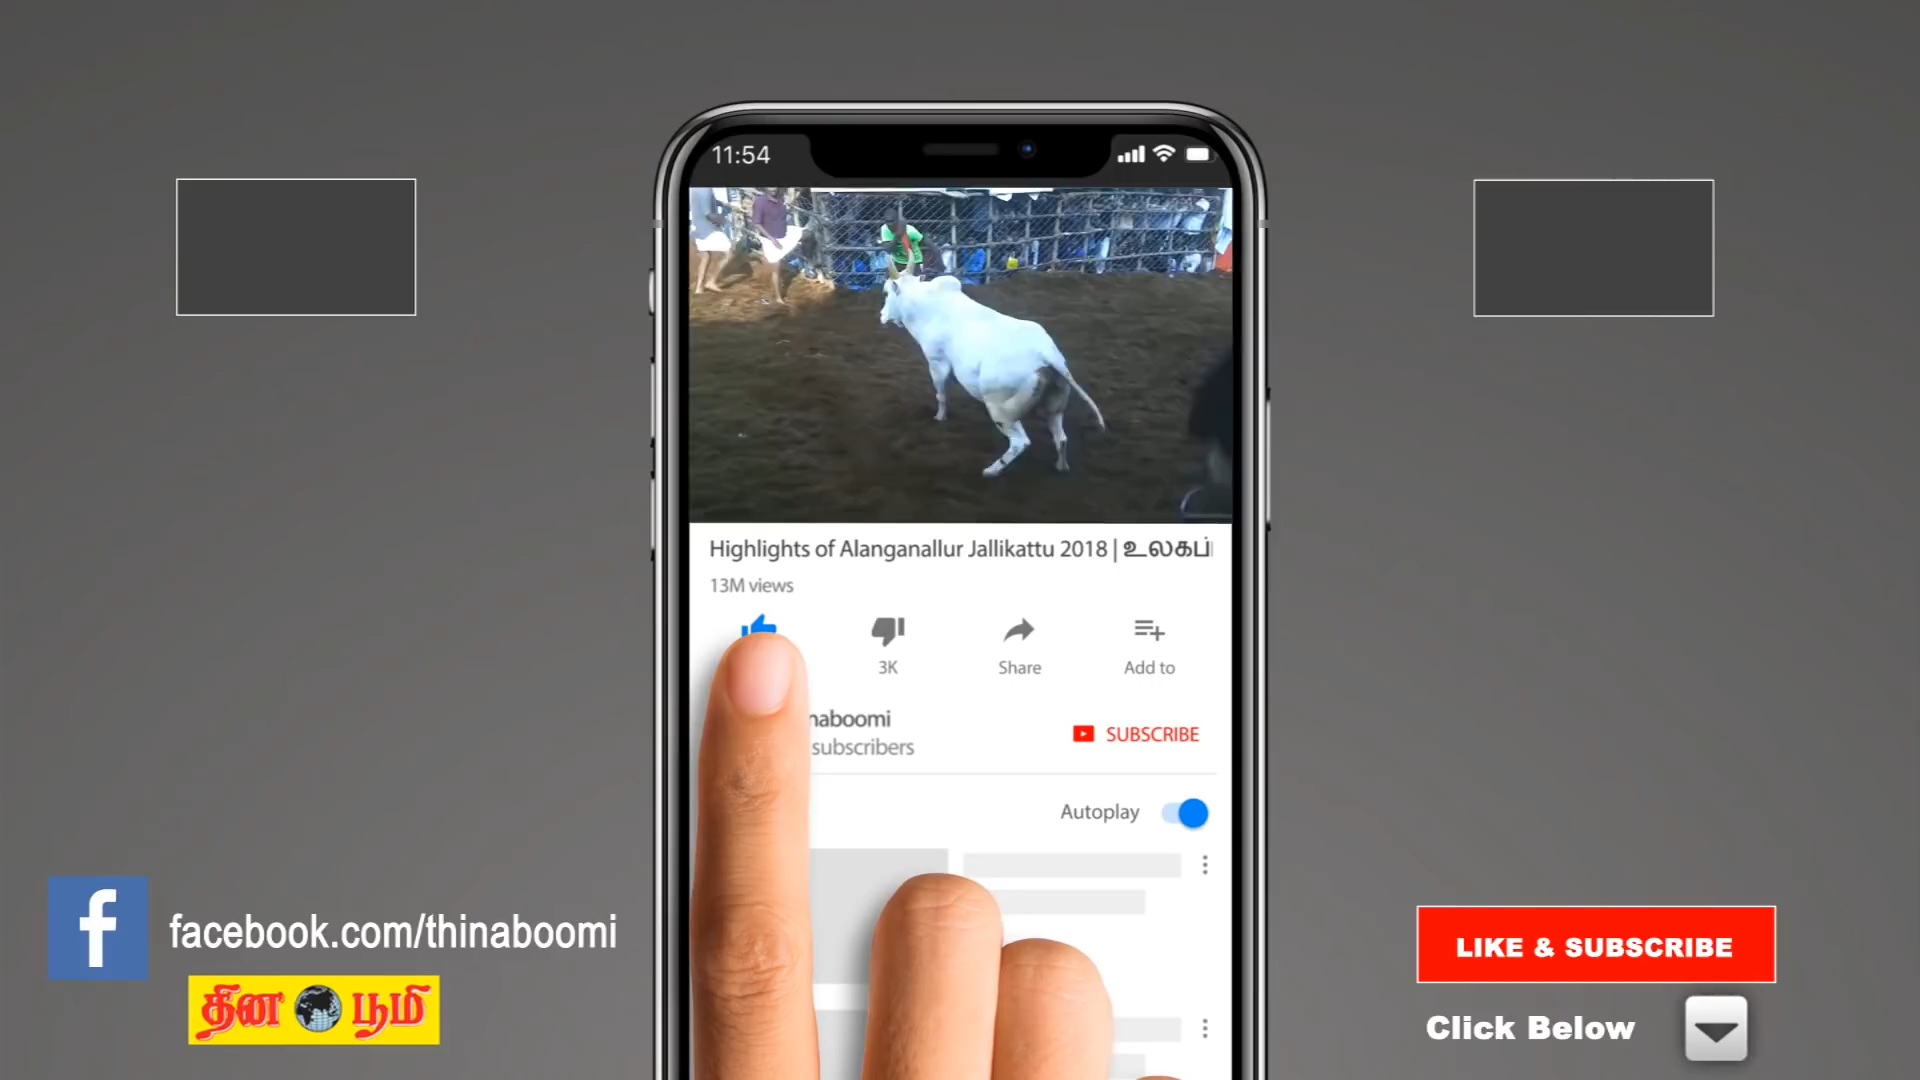 11:54
Highlights of Alanganallur Jallikattu 2018 | உலகப்
13M views
3K
Share
Add to
naboomi
SUBSCRIBE
subscribers
Autoplay
facebook.com/thinaboomi
தின பூமி
LIKE & SUBSCRIBE
Click Below